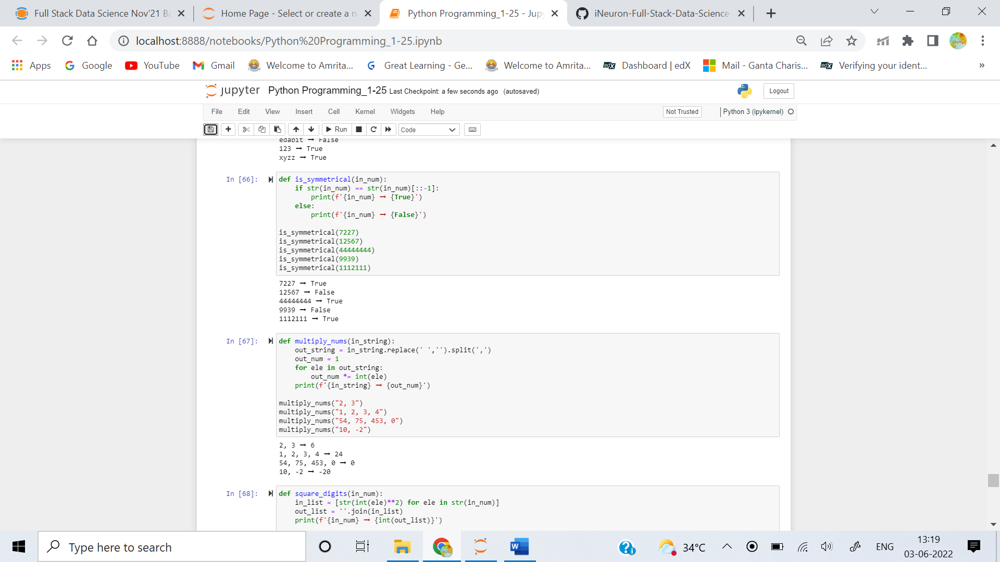 Full Stack Data Science Nov'21 Ba
Home Page - Select or create a n
Python Programming_1-25 - Jupy
iNeuron-Full-Stack-Data-Science-
localhost:8888/notebooks/Python%20Programming_1-25.ipynb
Apps
Google
YouTube
Gmail
Welcome to Amrita...
Great Learning - Ge...
Welcome to Amrita...
Dashboard | edX
Mail - Ganta Charis...
Verifying your ident...
»
jupyter Python Programming_1-25 Last Checkpoint: a few seconds ago (autosaved)
Logout
File Edit View Insert Cell Kernel Widgets Help
Not Trusted
Python 3 (ipykernel)
Run
Code
edabit ➞ False
123 ➞ True
xyzz ➞ True
In [66]:
def is_symmetrical(in_num):
    if str(in_num) == str(in_num)[::-1]:
        print(f'{in_num} ➞ {True}')
    else:
        print(f'{in_num} ➞ {False}')
is_symmetrical(7227)
is_symmetrical(12567)
is_symmetrical(44444444)
is_symmetrical(9939)
is_symmetrical(1112111)
7227 ➞ True
12567 ➞ False
44444444 ➞ True
9939 ➞ False
1112111 ➞ True
In [67]:
def multiply_nums(in_string):
    out_string = in_string.replace(' ','').split(',')
    out_num = 1
    for ele in out_string:
        out_num *= int(ele)
    print(f'{in_string} ➞ {out_num}')
multiply_nums("2, 3")
multiply_nums("1, 2, 3, 4")
multiply_nums("54, 75, 453, 0")
multiply_nums("10, -2")
2, 3 ➞ 6
1, 2, 3, 4 ➞ 24
54, 75, 453, 0 ➞ 0
10, -2 ➞ -20
In [68]:
def square_digits(in_num):
    in_list = [str(int(ele)**2) for ele in str(in_num)]
    out_list = ''.join(in_list)
    print(f'{in_num} ➞ {int(out_list)}')
Type here to search
34°C
ENG
13:19
03-06-2022